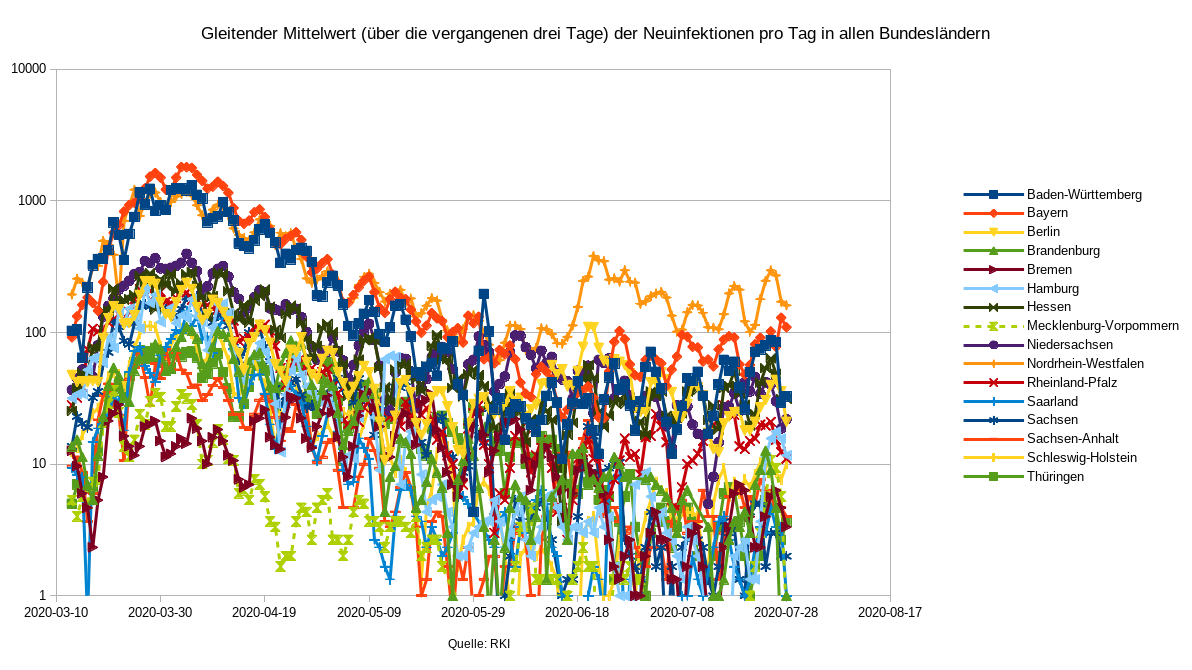 Gleitender Mittelwert (über die vergangenen drei Tage) der Neuinfektionen pro Tag in allen Bundesländern
10000
1000
100
10
1
2020-03-10 2020-03-30 2020-04-19 2020-05-09 2020-05-29 2020-06-18 2020-07-08 2020-07-28 2020-08-17
Baden-Württemberg
Bayern
Berlin
Brandenburg
Bremen
Hamburg
Hessen
Mecklenburg-Vorpommern
Niedersachsen
Nordrhein-Westfalen
Rheinland-Pfalz
Saarland
Sachsen
Sachsen-Anhalt
Schleswig-Holstein
Thüringen
Quelle: RKI